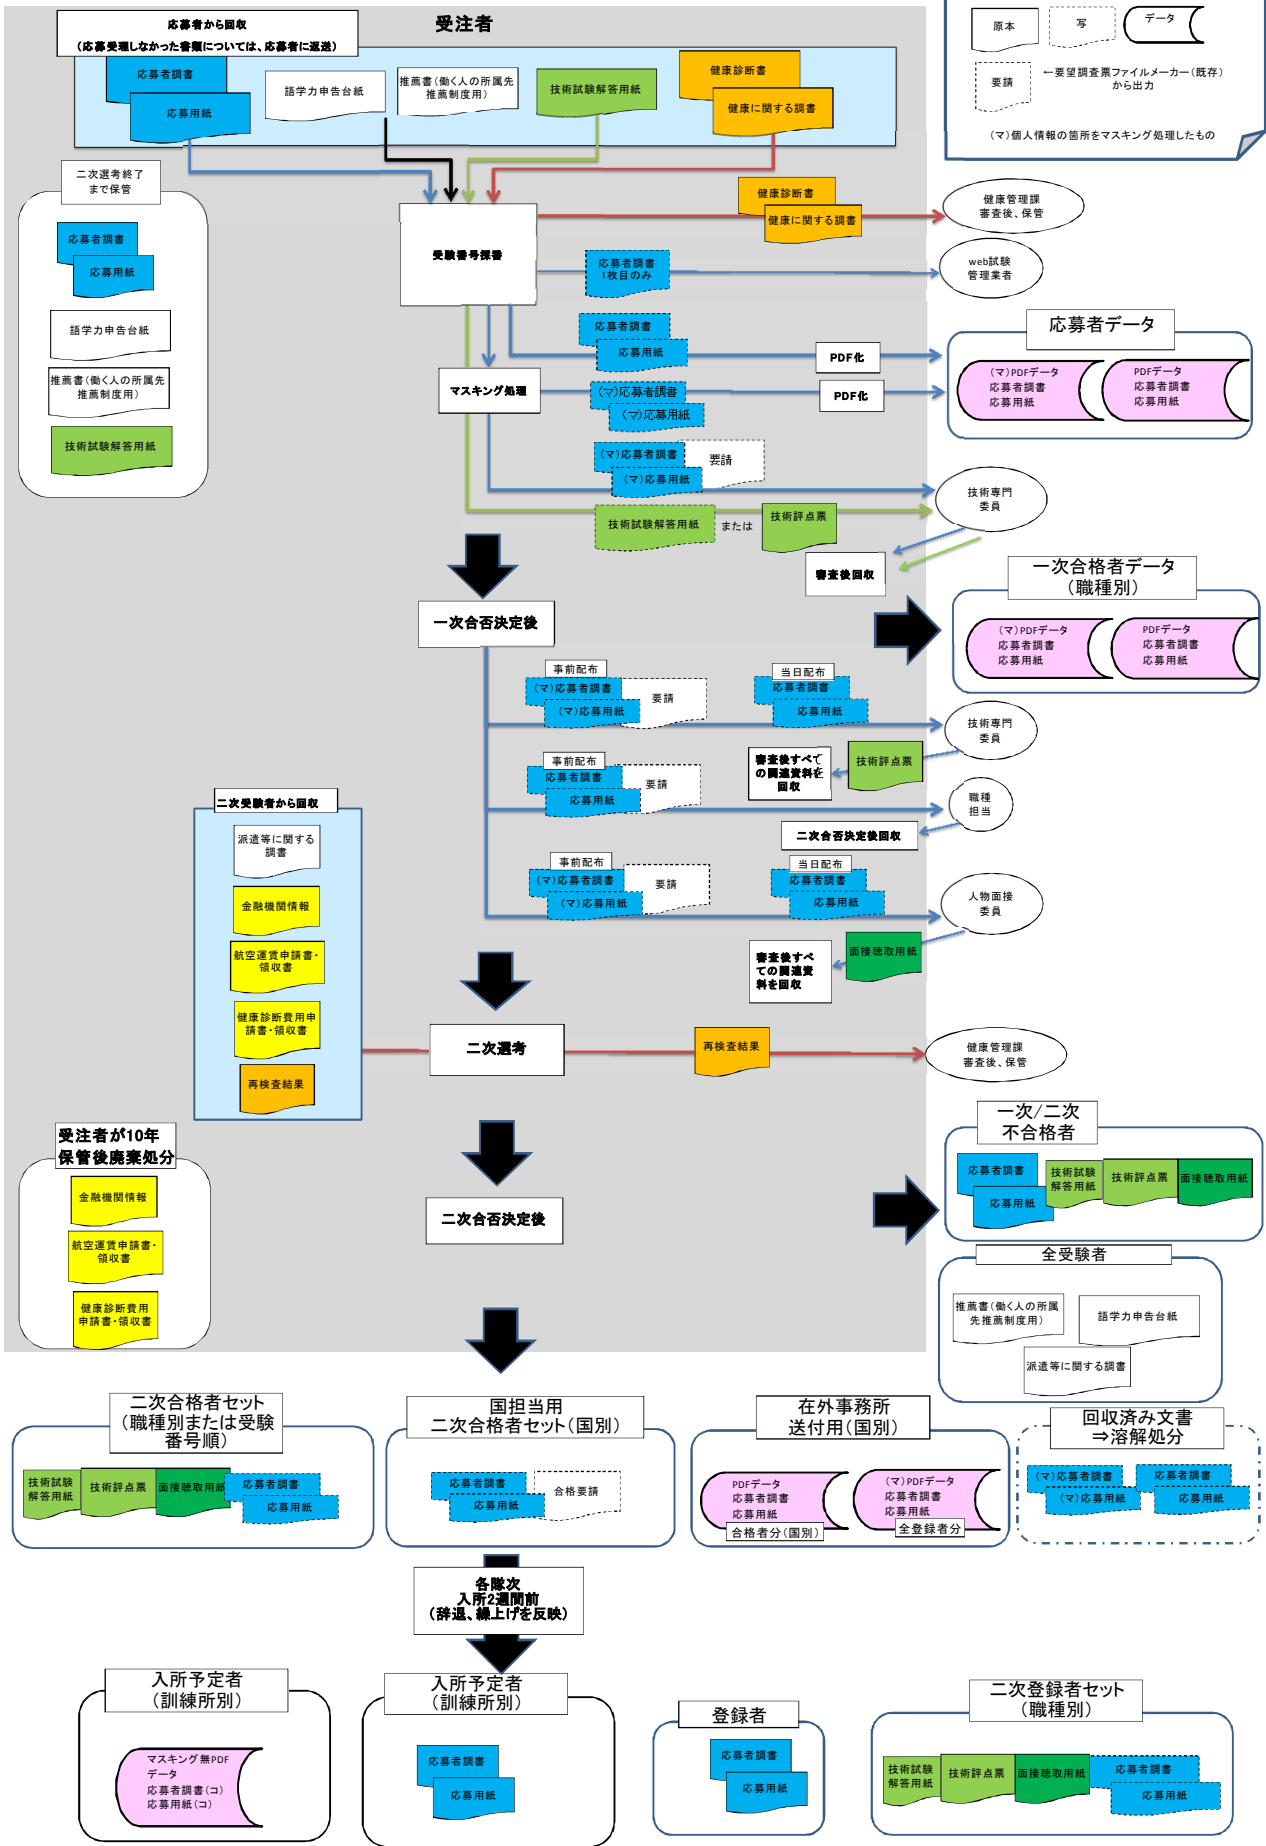 応募者から回収
(応募受理しなかった書類については、応募者に返送)
受注者
応募者調書
応募用紙
語学力申告台紙
推薦書(働く人の所属先
推薦制度用)
技術試験解答用紙
健康診断書
健康に関する調書
原本
写
データ
要請
←要望調査票ファイルメーカー(既存)
から出力
(マ)個人情報の箇所をマスキング処理したもの
二次選考終了
まで保管
応募者調書
応募用紙
語学力申告台紙
推薦書(働く人の所属先
推薦制度用)
技術試験解答用紙
受験番号採番
健康診断書
健康に関する調書
健康管理課
審査後、保管
応募者調書
1枚目のみ
web試験
管理業者
応募者調書
応募用紙
PDF化
マスキング処理
(マ)応募者調書
(マ)応募用紙
PDF化
応募者データ
(マ)PDFデータ
応募者調書
応募用紙
PDFデータ
応募者調書
応募用紙
(マ)応募者調書
(マ)応募用紙
要請
技術専門
委員
技術試験解答用紙
または
技術評点票
審査後回収
一次合否決定後
一次合格者データ
(職種別)
(マ)PDFデータ
応募者調書
応募用紙
PDFデータ
応募者調書
応募用紙
事前配布
(マ)応募者調書
(マ)応募用紙
要請
当日配布
応募者調書
応募用紙
技術専門
委員
審査後すべて
の関連資料を
回収
技術評点票
事前配布
応募者調書
応募用紙
要請
職種
担当
二次合否決定後回収
事前配布
(マ)応募者調書
(マ)応募用紙
要請
当日配布
応募者調書
応募用紙
人物面接
委員
審査後すべ
ての関連資
料を回収
面接聴取用紙
二次受験者から回収
派遣等に関する
調書
金融機関情報
航空運賃申請書・
領収書
健康診断費用申
請書・領収書
再検査結果
二次選考
再検査結果
健康管理課
審査後、保管
受注者が10年
保管後廃棄処分
金融機関情報
航空運賃申請書・
領収書
健康診断費用
申請書・領収書
二次合否決定後
一次/二次
不合格者
応募者調書
応募用紙
技術試験
解答用紙
技術評点票
面接聴取用紙
全受験者
推薦書(働く人の所属
先推薦制度用)
語学力申告台紙
派遣等に関する調書
二次合格者セット
(職種別または受験
番号順)
技術試験
解答用紙
技術評点票
面接聴取用紙
応募者調書
応募用紙
国担当用
二次合格者セット(国別)
応募者調書
応募用紙
合格要請
在外事務所
送付用(国別)
PDFデータ
応募者調書
応募用紙
合格者分(国別)
(マ)PDFデータ
応募者調書
応募用紙
全登録者分
回収済み文書
⇒溶解処分
(マ)応募者調書
(マ)応募用紙
応募者調書
応募用紙
各隊次
入所2週間前
(辞退、繰上げを反映)
入所予定者
(訓練所別)
マスキング無PDF
データ
応募者調書(コ)
応募用紙(コ)
入所予定者
(訓練所別)
応募者調書
応募用紙
登録者
応募者調書
応募用紙
二次登録者セット
(職種別)
技術試験
解答用紙
技術評点票
面接聴取用紙
応募者調書
応募用紙